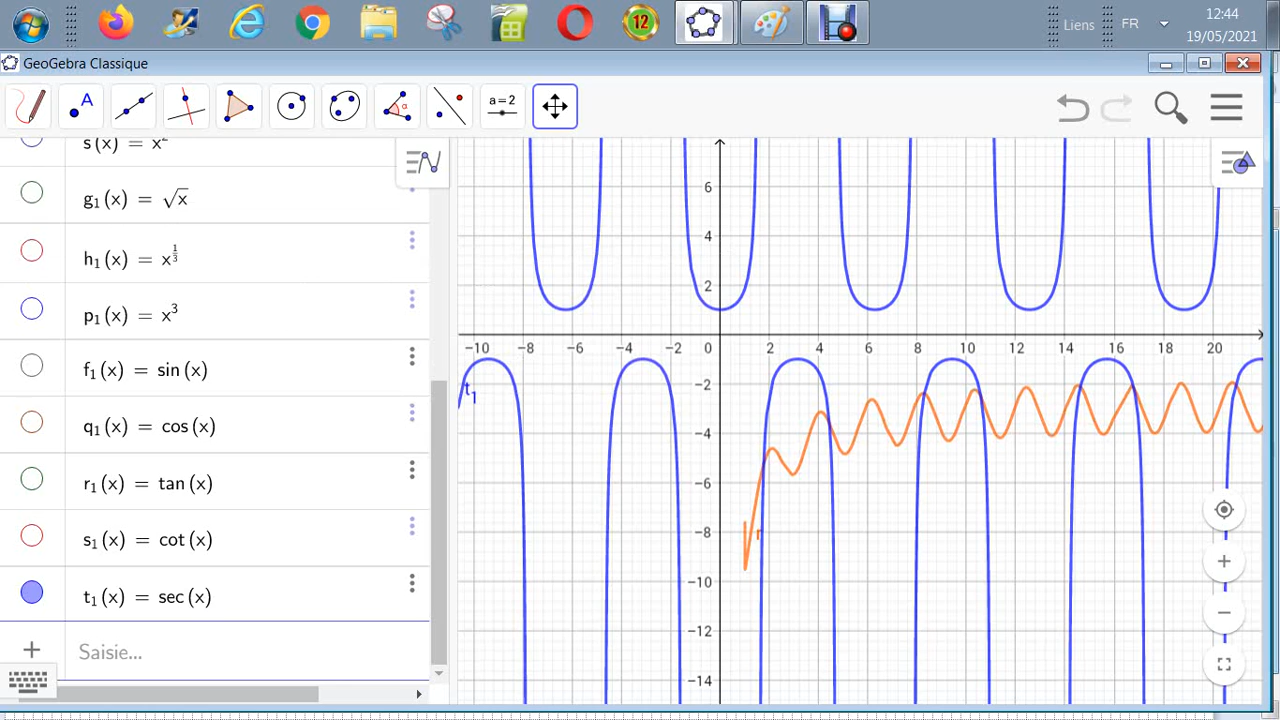 12:44
Liens FR
12
19/05/2021
GeoGebra Classique
A
α
a = 2
s(x) = x²
g₁(x) = √x
h₁(x) = x^{1/3}
p₁(x) = x³
f₁(x) = sin(x)
q₁(x) = cos(x)
r₁(x) = tan(x)
s₁(x) = cot(x)
t₁(x) = sec(x)
+ Saisie...
6
4
2
−10 −8 −6 −4 −2 0 2 4 6 8 10 12 14 16 18 20
−2
t₁
−4
−6
−8
r
−10
−12
−14